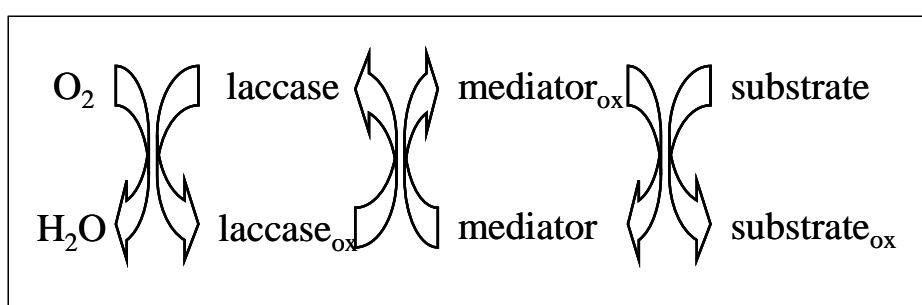 O₂ laccase mediatorₒₓ substrate
H₂O laccaseₒₓ mediator substrateₒₓ